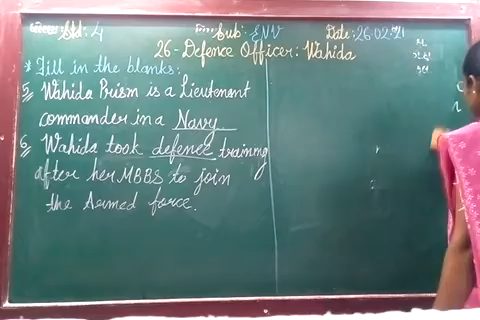 Std: 4 Sub: ENV Date: 26.02.21
26 - Defence Officer: Wahida
* Fill in the blanks:
5 Wahida Prism is a Lieutenant
commander in a Navy
6 Wahida took defence training
after her MBBS to join
the Armed force.